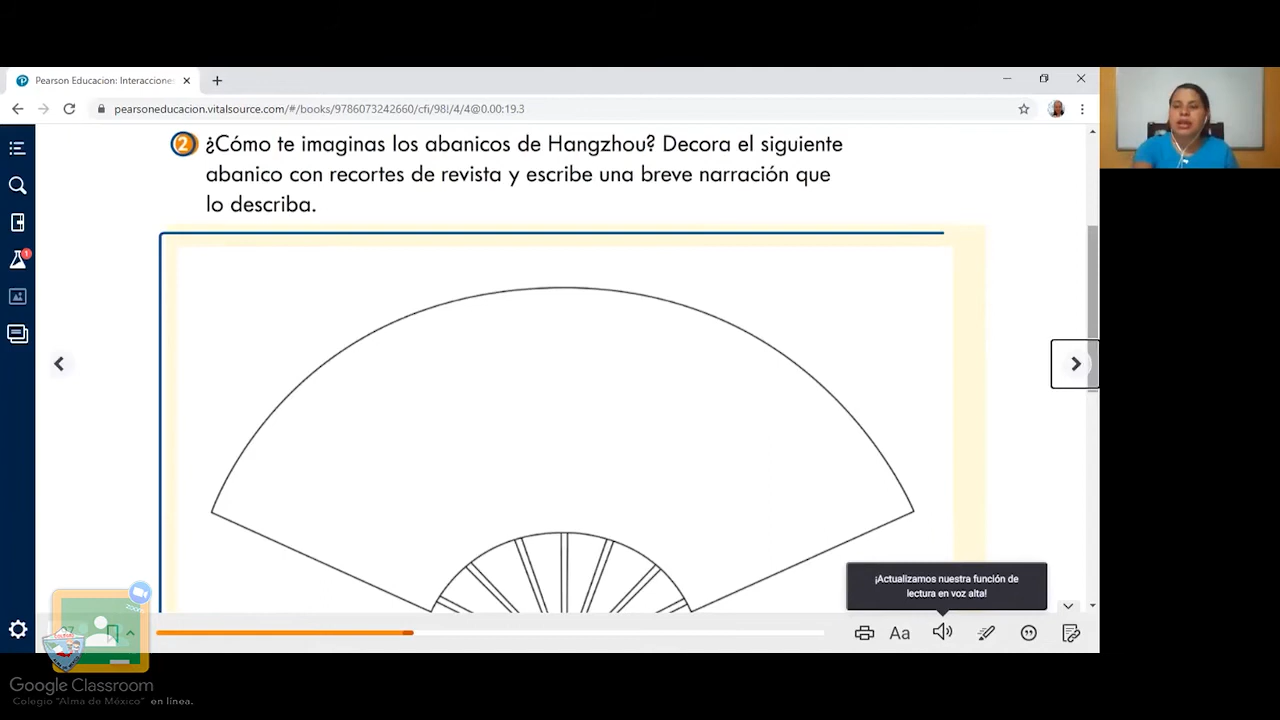 Pearson Educacion: Interaccione
pearsoneducacion.vitalsource.com/#/books/9786073242660/cfi/98!/4/4@0.00:19.3
2 ¿Cómo te imaginas los abanicos de Hangzhou? Decora el siguiente
abanico con recortes de revista y escribe una breve narración que
lo describa.
1
¡Actualizamos nuestra función de
lectura en voz alta!
Aa
zoom
Google Classroom
Colegio "Alma de México" en línea.